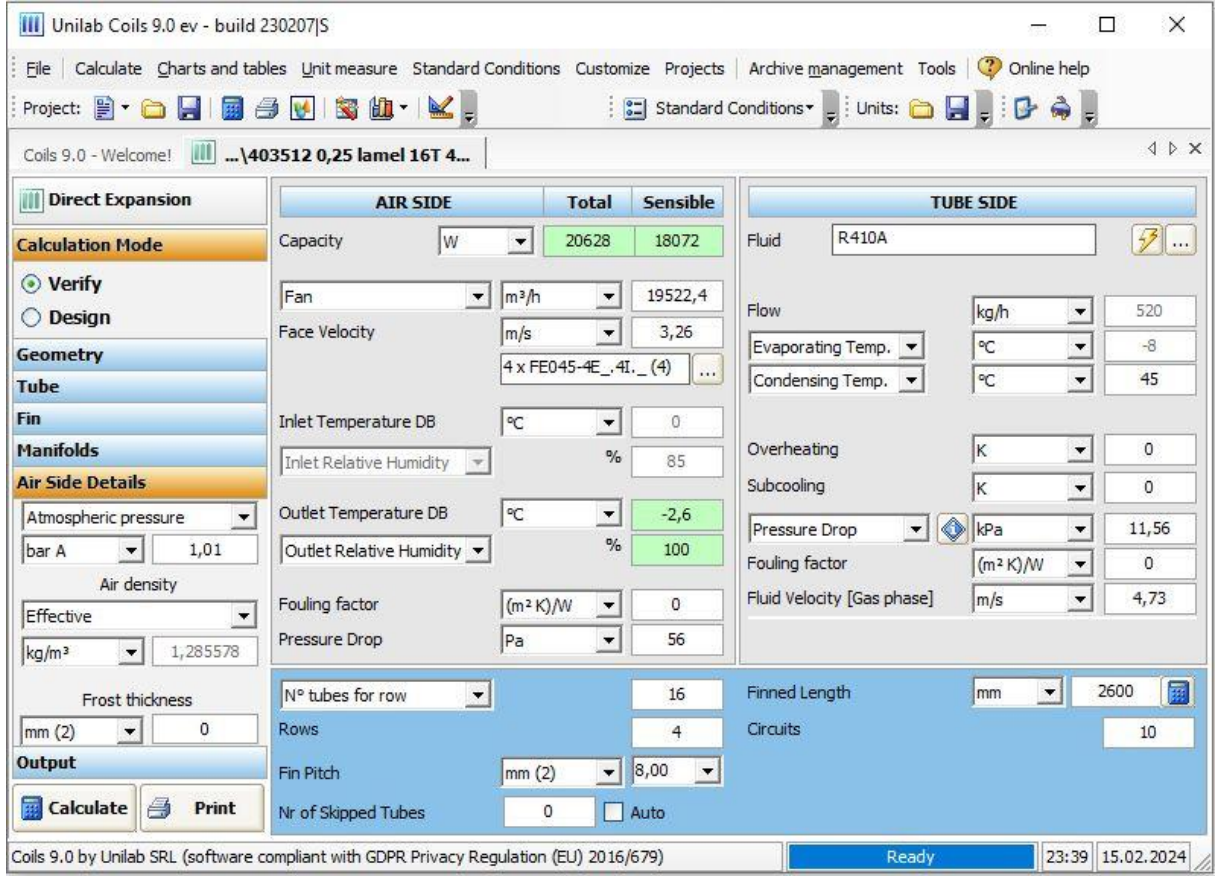 Unilab Coils 9.0 ev - build 230207|S
File Calculate Charts and tables Unit measure Standard Conditions Customize Projects Archive management Tools Online help
Project: Standard Conditions Units:
Coils 9.0 - Welcome! ...\403512 0,25 lamel 16T 4...
Direct Expansion
Calculation Mode
Verify
Design
Geometry
Tube
Fin
Manifolds
Air Side Details
Atmospheric pressure
bar A 1,01
Air density
Effective
kg/m³ 1,285578
Frost thickness
mm (2) 0
Output
Calculate Print
AIR SIDE Total Sensible
Capacity W 20628 18072
Fan m³/h 19522,4
Face Velocity m/s 3,26
4 x FE045-4E_.4I._ (4) ...
Inlet Temperature DB °C 0
Inlet Relative Humidity % 85
Outlet Temperature DB °C -2,6
Outlet Relative Humidity % 100
Fouling factor (m² K)/W 0
Pressure Drop Pa 56
TUBE SIDE
Fluid R410A ...
Flow kg/h 520
Evaporating Temp. °C -8
Condensing Temp. °C 45
Overheating K 0
Subcooling K 0
Pressure Drop kPa 11,56
Fouling factor (m² K)/W 0
Fluid Velocity [Gas phase] m/s 4,73
N° tubes for row 16
Rows 4
Fin Pitch mm (2) 8,00
Nr of Skipped Tubes 0 Auto
Finned Length mm 2600
Circuits 10
Coils 9.0 by Unilab SRL (software compliant with GDPR Privacy Regulation (EU) 2016/679) Ready 23:39 15.02.2024